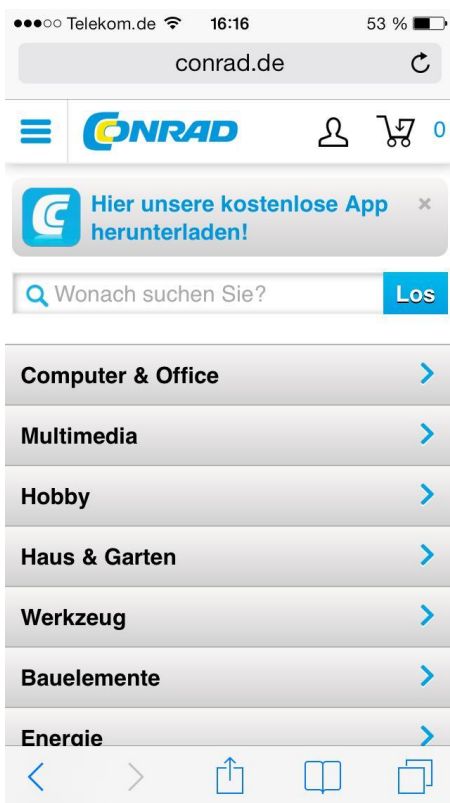 Telekom.de 16:16 53 %
conrad.de
CONRAD 0
Hier unsere kostenlose App
herunterladen!
Wonach suchen Sie? Los
Computer & Office
Multimedia
Hobby
Haus & Garten
Werkzeug
Bauelemente
Energie